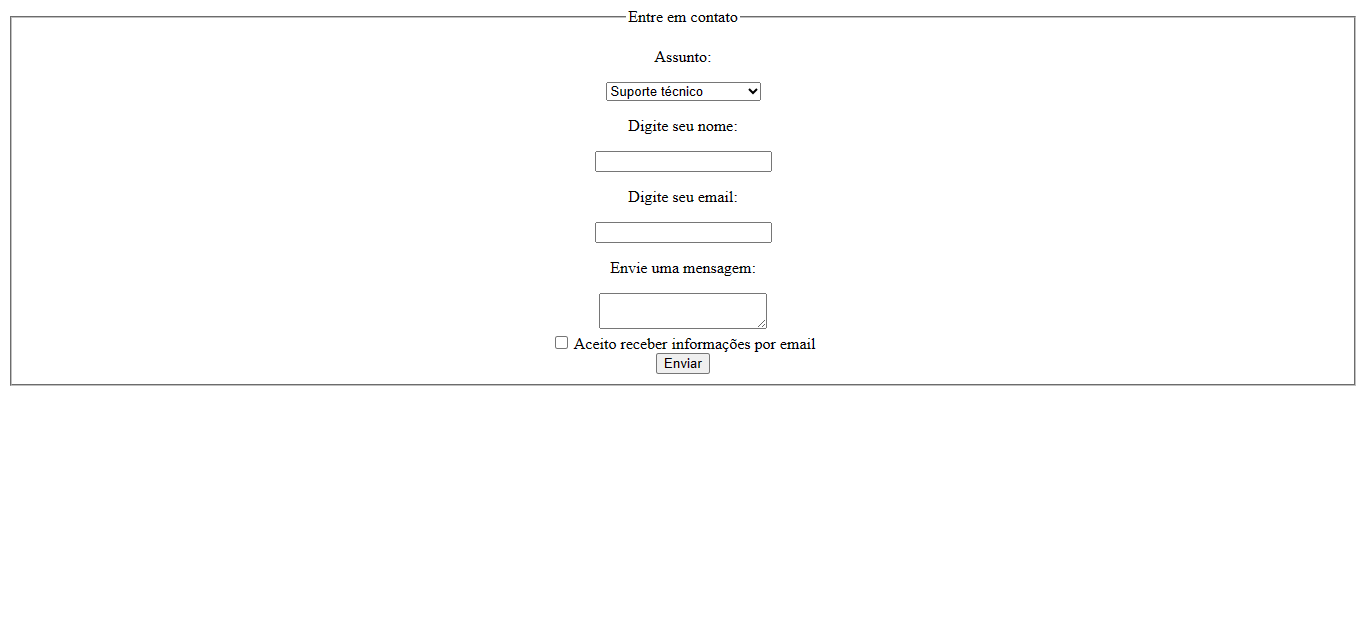 Entre em contato
Assunto:
Suporte técnico
Digite seu nome:
Digite seu email:
Envie uma mensagem:
Aceito receber informações por email
Enviar